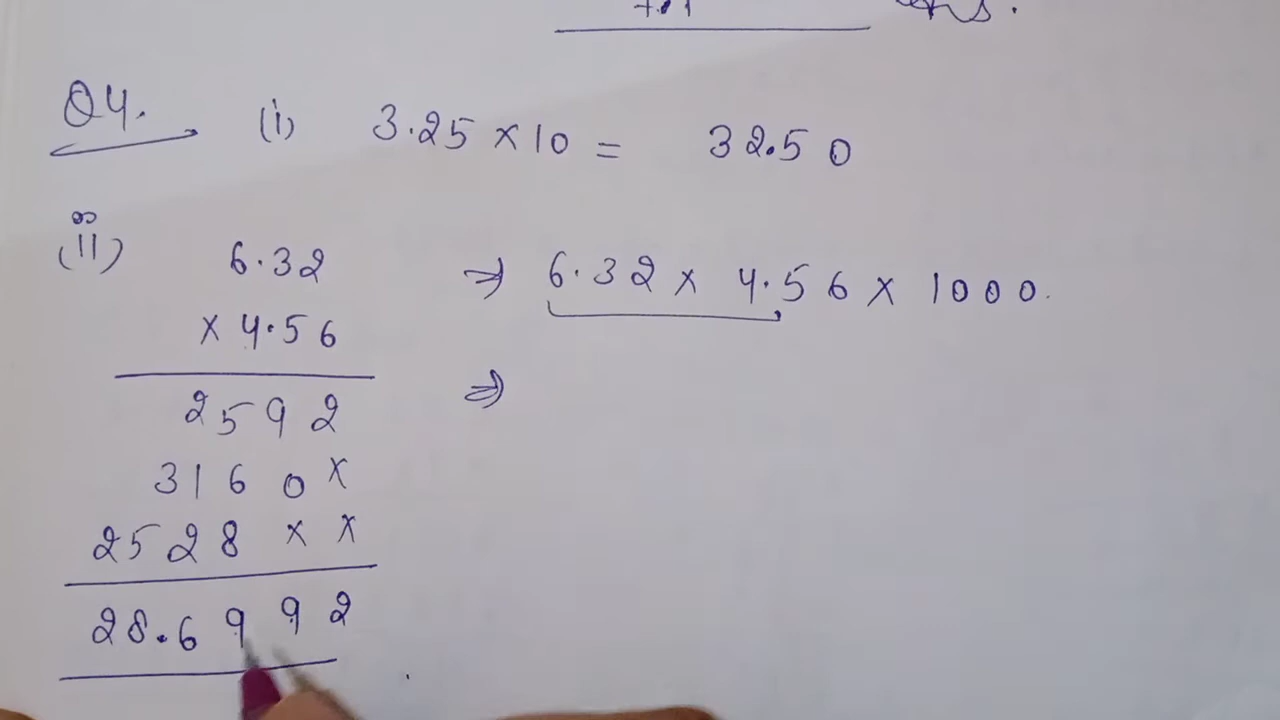 Ans.
Q4. (i) 3.25 × 10 = 32.50
(ii) 6.32 ⇒ 6.32 × 4.56 × 1000
× 4.56
2592 ⇒
3160×
2528××
28.6992